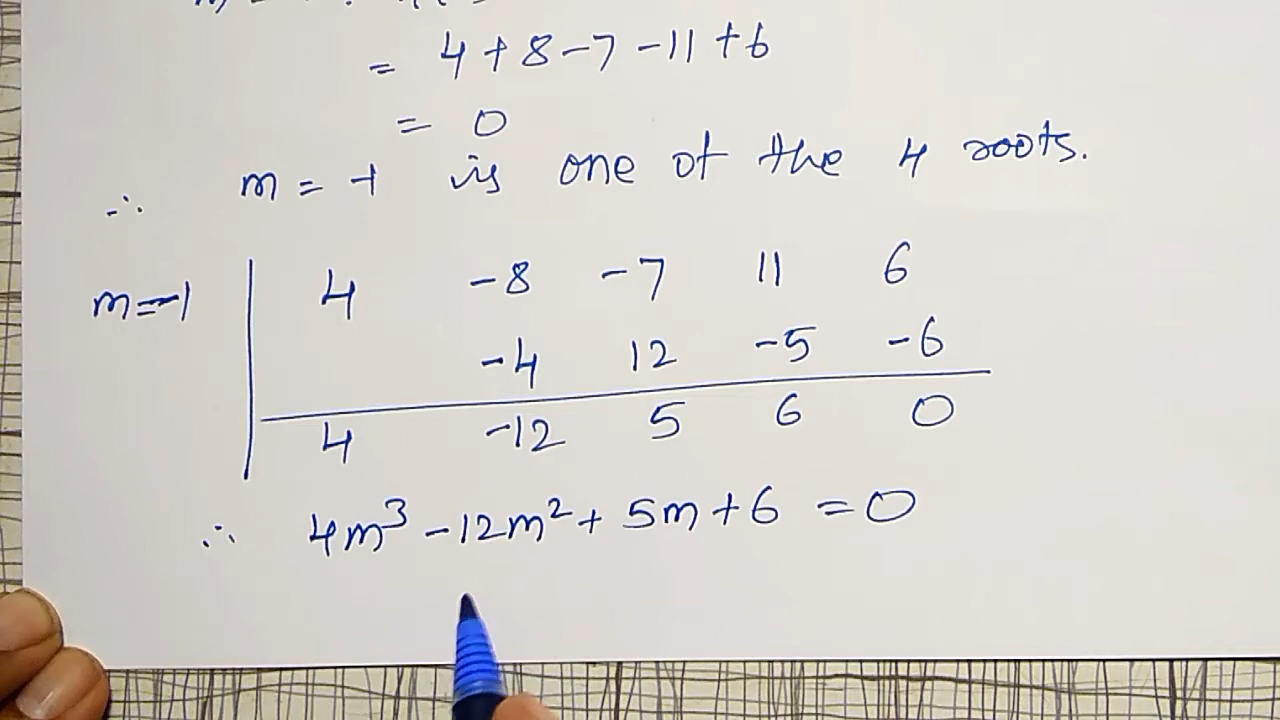 = 4 + 8 - 7 - 11 + 6
= 0
∴ m = -1 is one of the 4 roots.
m = -1 | 4 -8 -7 11 6
-4 12 -5 -6
4 -12 5 6 0
∴ 4m³ - 12m² + 5m + 6 = 0